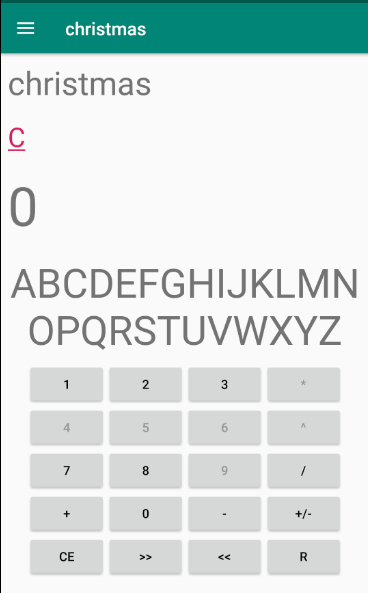 christmas
christmas
C
0
ABCDEFGHIJKLMN
OPQRSTUVWXYZ
1 2 3 *
4 5 6 ^
7 8 9 /
+ 0 - +/-
CE >> << R